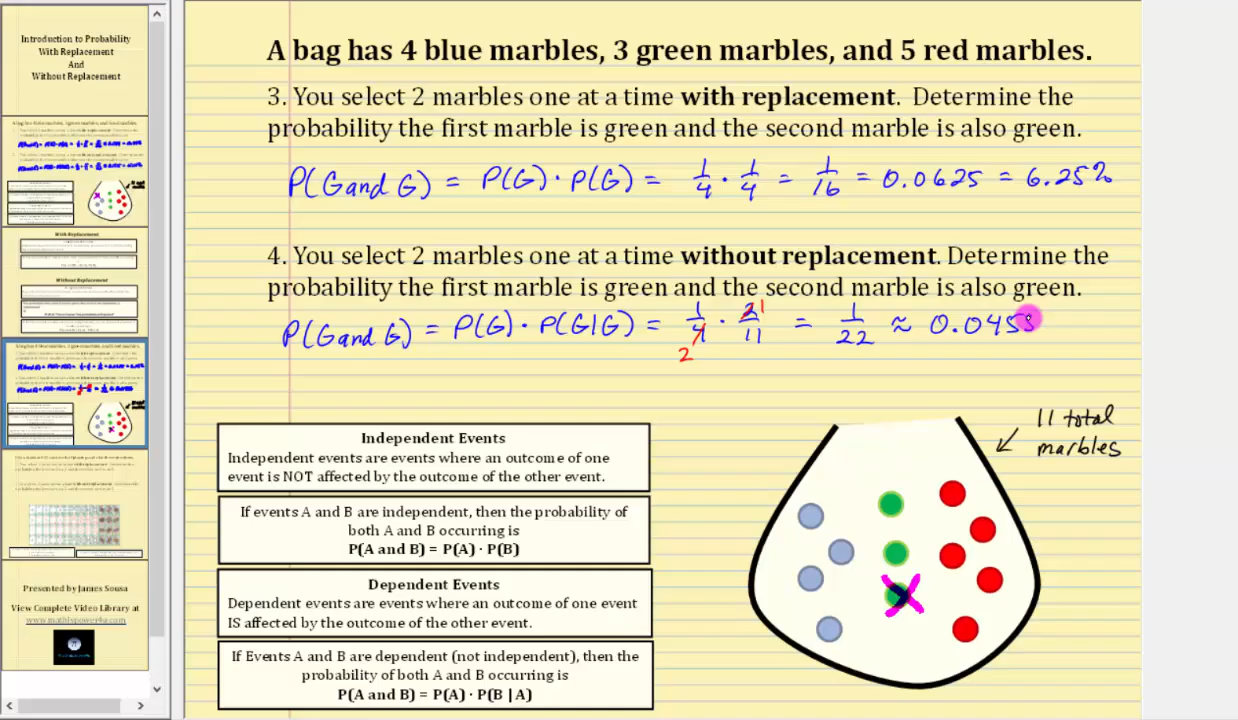 Introduction to Probability
With Replacement
And
Without Replacement
With Replacement
Without Replacement
Presented by James Sousa
View Complete Video Library at
www.mathispower4u.com
A bag has 4 blue marbles, 3 green marbles, and 5 red marbles.
3. You select 2 marbles one at a time with replacement. Determine the
probability the first marble is green and the second marble is also green.
P(G and G) = P(G) · P(G) = 1/4 · 1/4 = 1/16 = 0.0625 = 6.25%
4. You select 2 marbles one at a time without replacement. Determine the
probability the first marble is green and the second marble is also green.
P(G and G) = P(G) · P(G|G) = 1/4 · 2/11 = 1/22 ≈ 0.0455
1
2
Independent Events
Independent events are events where an outcome of one
event is NOT affected by the outcome of the other event.
If events A and B are independent, then the probability of
both A and B occurring is
P(A and B) = P(A) · P(B)
Dependent Events
Dependent events are events where an outcome of one event
IS affected by the outcome of the other event.
If Events A and B are dependent (not independent), then the
probability of both A and B occurring is
P(A and B) = P(A) · P(B | A)
11 total
marbles